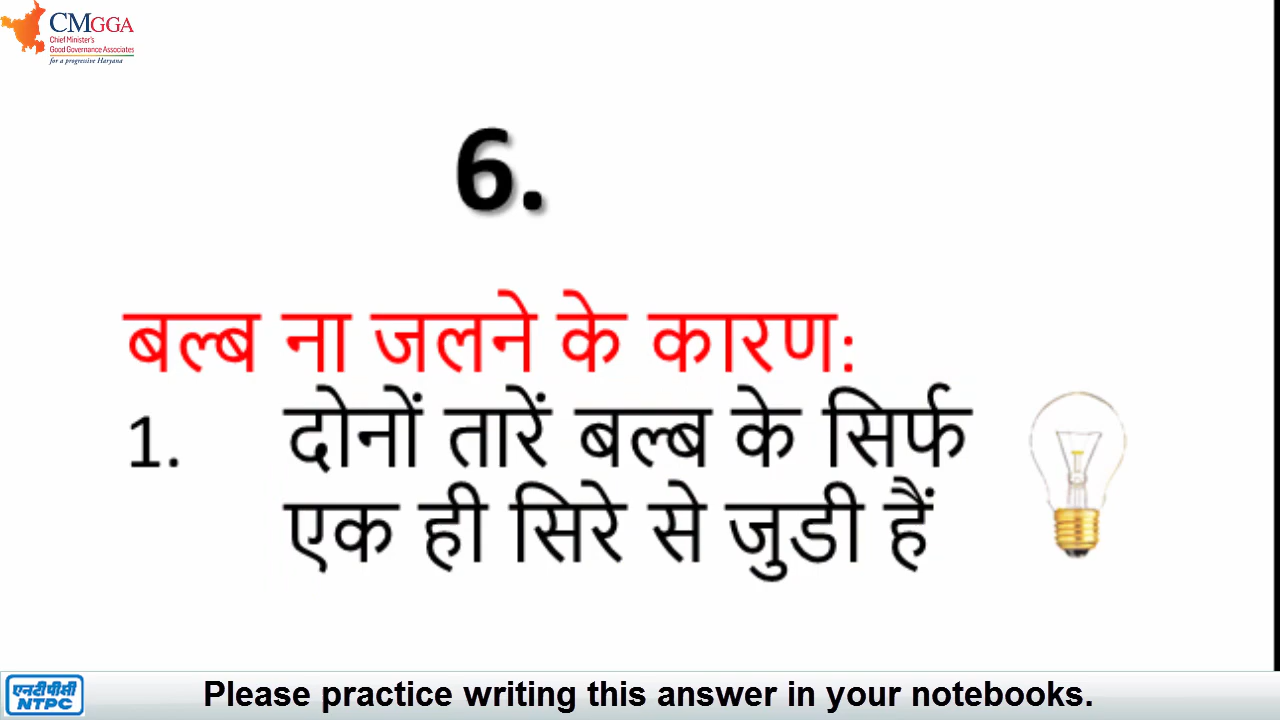 CMGGA
Chief Minister's
Good Governance Associates
for a progressive Haryana
6.
बल्ब ना जलने के कारण:
1. दोनों तारें बल्ब के सिर्फ
एक ही सिरे से जुडी हैं
एनटीपीसी
NTPC
Please practice writing this answer in your notebooks.